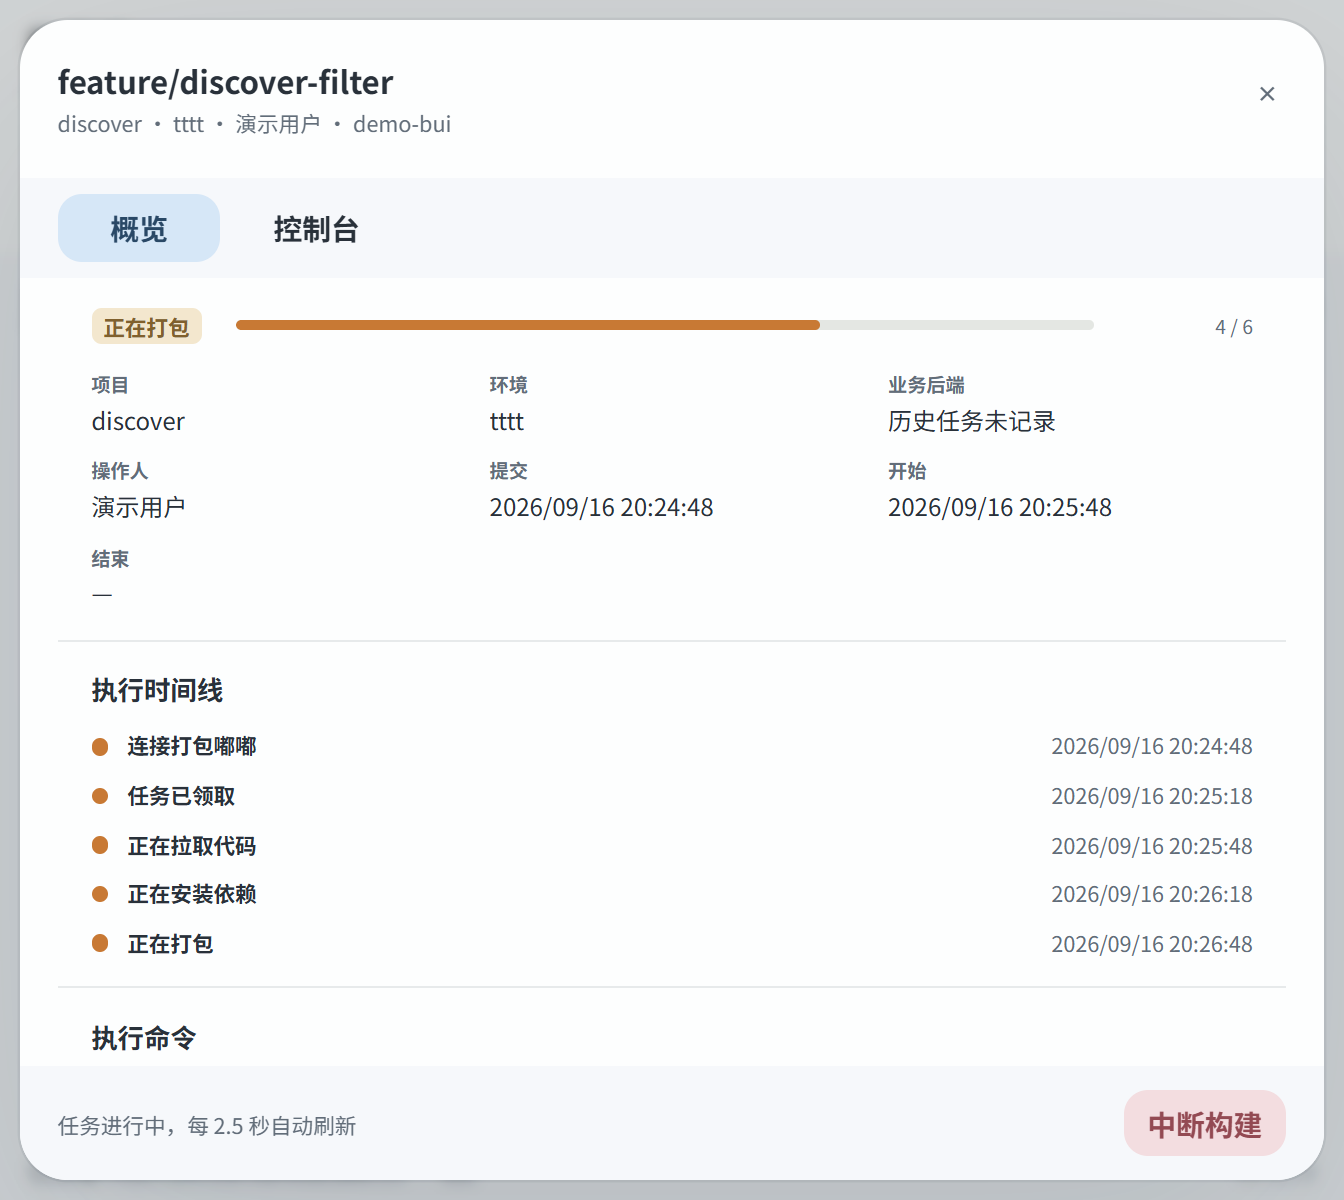 feature/discover-filter
×
discover • tttt • 演示用户 • demo-bui
概览 控制台
正在打包 4 / 6
项目 环境 业务后端
discover tttt 历史任务未记录
操作人 提交 开始
演示用户 2026/09/16 20:24:48 2026/09/16 20:25:48
结束
—
执行时间线
连接打包嘟嘟 2026/09/16 20:24:48
任务已领取 2026/09/16 20:25:18
正在拉取代码 2026/09/16 20:25:48
正在安装依赖 2026/09/16 20:26:18
正在打包 2026/09/16 20:26:48
执行命令
任务进行中，每 2.5 秒自动刷新 中断构建